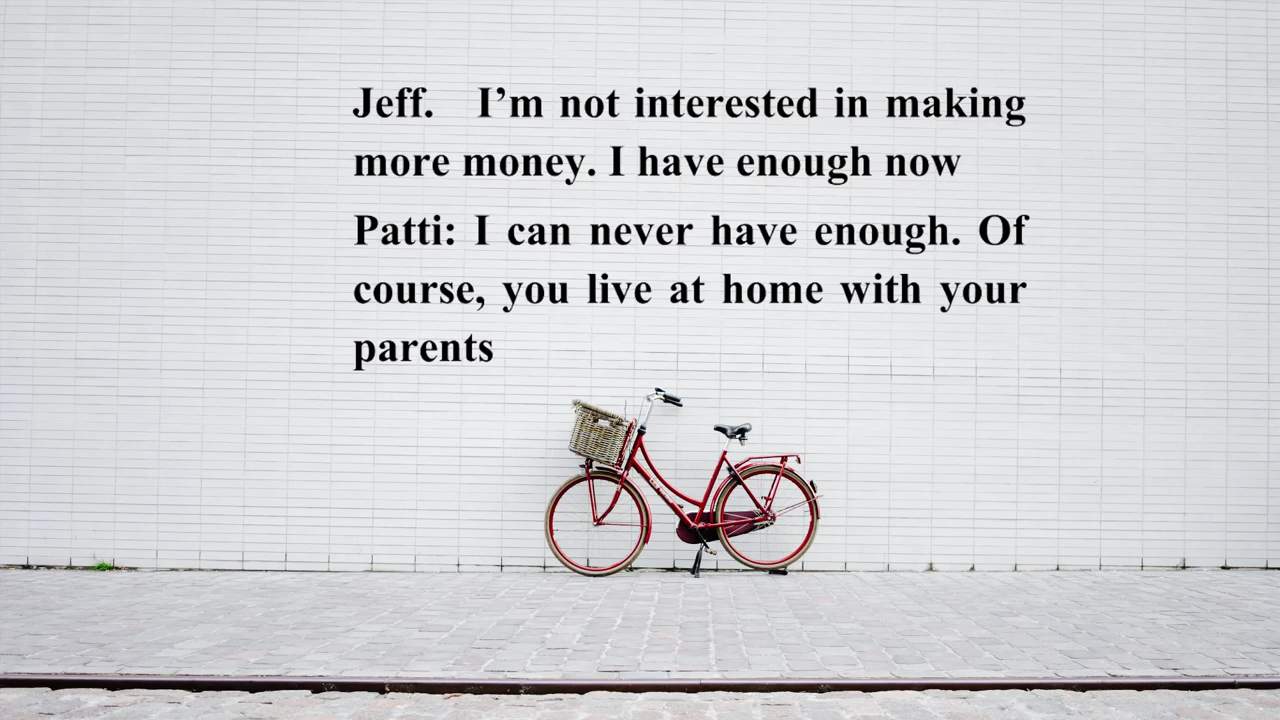 Jeff. I’m not interested in making
more money. I have enough now
Patti: I can never have enough. Of
course, you live at home with your
parents